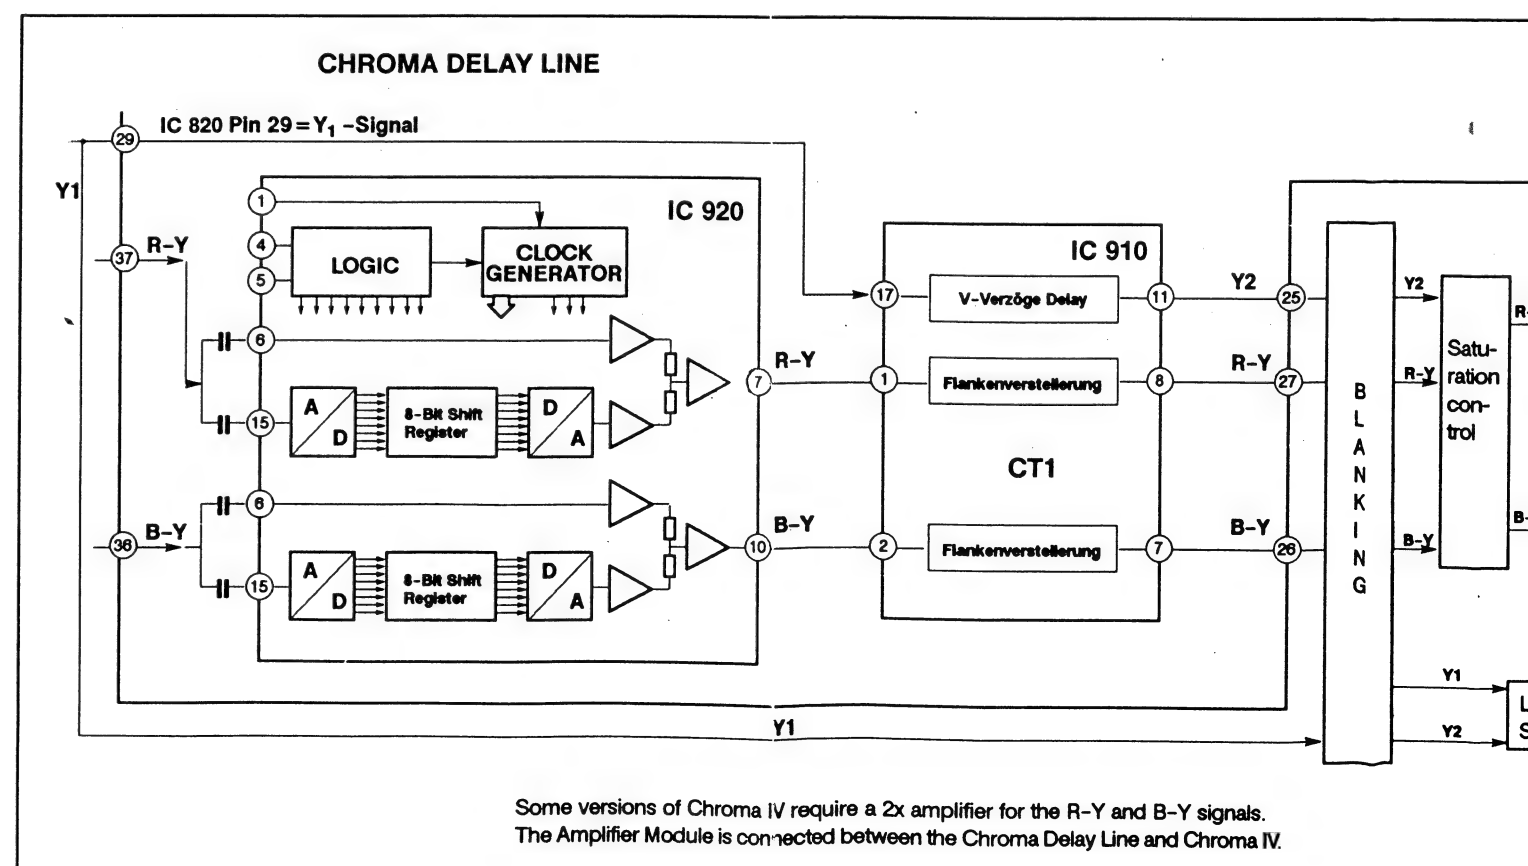 CHROMA DELAY LINE
IC 820 Pin 29 = Y1 -Signal
29
Y1
37
R-Y
1
4
5
LOGIC
CLOCK
GENERATOR
IC 920
6
15
A
D
8-Bit Shift
Register
D
A
7
R-Y
36
B-Y
6
15
A
D
8-Bit Shift
Register
D
A
10
B-Y
IC 910
17
V-Verzöge Delay
11
Y2
25
1
Flankenverstellerung
8
R-Y
27
CT1
2
Flankenverstellerung
7
B-Y
26
BLANKING
Y2
R-Y
B-Y
Satu-
ration
con-
trol
R-
B-
Y1
Y2
L
S
Y1
Some versions of Chroma IV require a 2x amplifier for the R-Y and B-Y signals.
The Amplifier Module is connected between the Chroma Delay Line and Chroma IV.